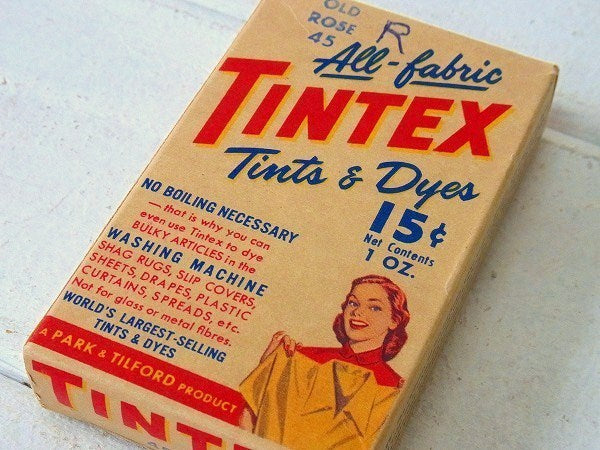 OLD
ROSE
45
R
All-fabric
TINTEX
Tints & Dyes
15¢
Net Contents
1 OZ.
NO BOILING NECESSARY
— that is why you can
even use Tintex to dye
BULKY ARTICLES in the
WASHING MACHINE
SHAG RUGS, SLIP COVERS,
SHEETS, DRAPES, PLASTIC
CURTAINS, SPREADS, etc.
Not for glass or metal fibres.
WORLD'S LARGEST-SELLING
TINTS & DYES
A PARK & TILFORD PRODUCT